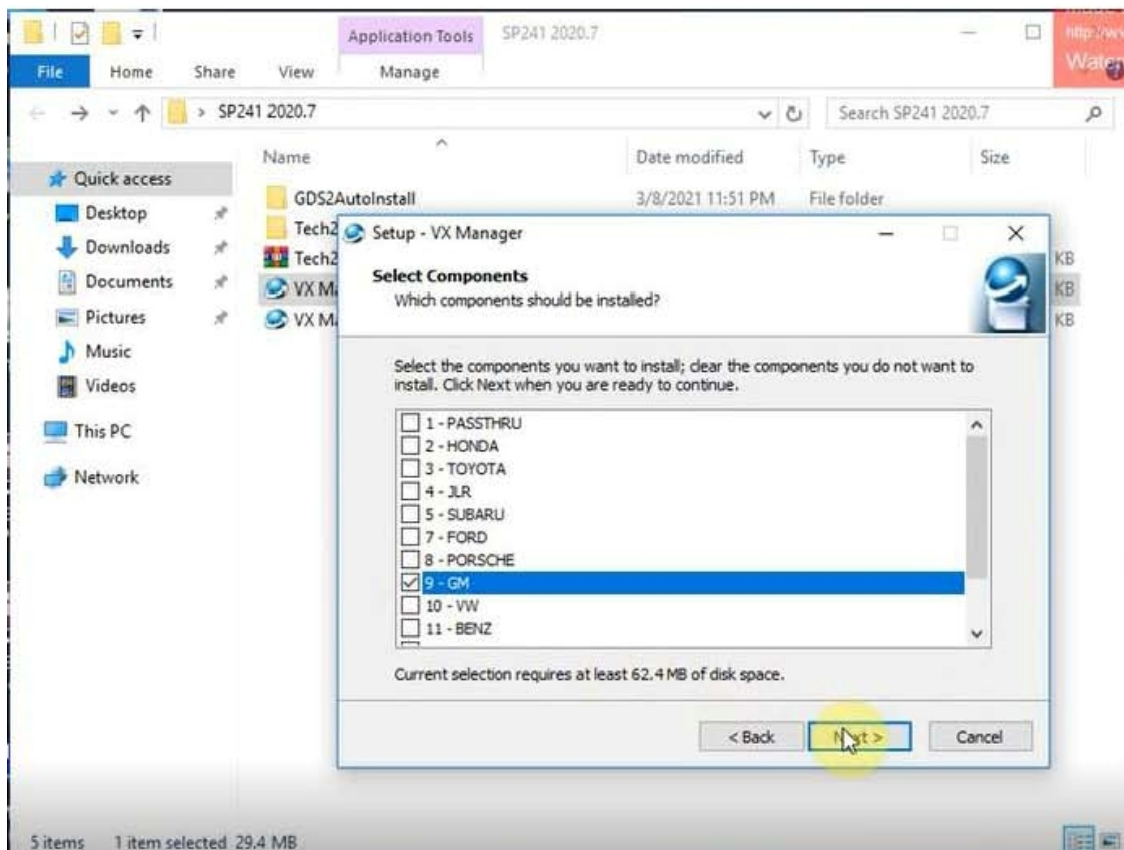 Application Tools
SP241 2020.7
File
Home
Share
View
Manage
SP241 2020.7
Search SP241 2020.7
Name
Date modified
Type
Size
Quick access
Desktop
Downloads
Documents
Pictures
Music
Videos
This PC
Network
GDS2AutoInstall
3/8/2021 11:51 PM
File folder
Tech2
Tech2
KB
VX M
KB
VX M
KB
Setup - VX Manager
Select Components
Which components should be installed?
Select the components you want to install; clear the components you do not want to
install. Click Next when you are ready to continue.
1 - PASSTHRU
2 - HONDA
3 - TOYOTA
4 - JLR
5 - SUBARU
7 - FORD
8 - PORSCHE
9 - GM
10 - VW
11 - BENZ
Current selection requires at least 62.4 MB of disk space.
< Back
Next >
Cancel
5 items
1 item selected 29.4 MB